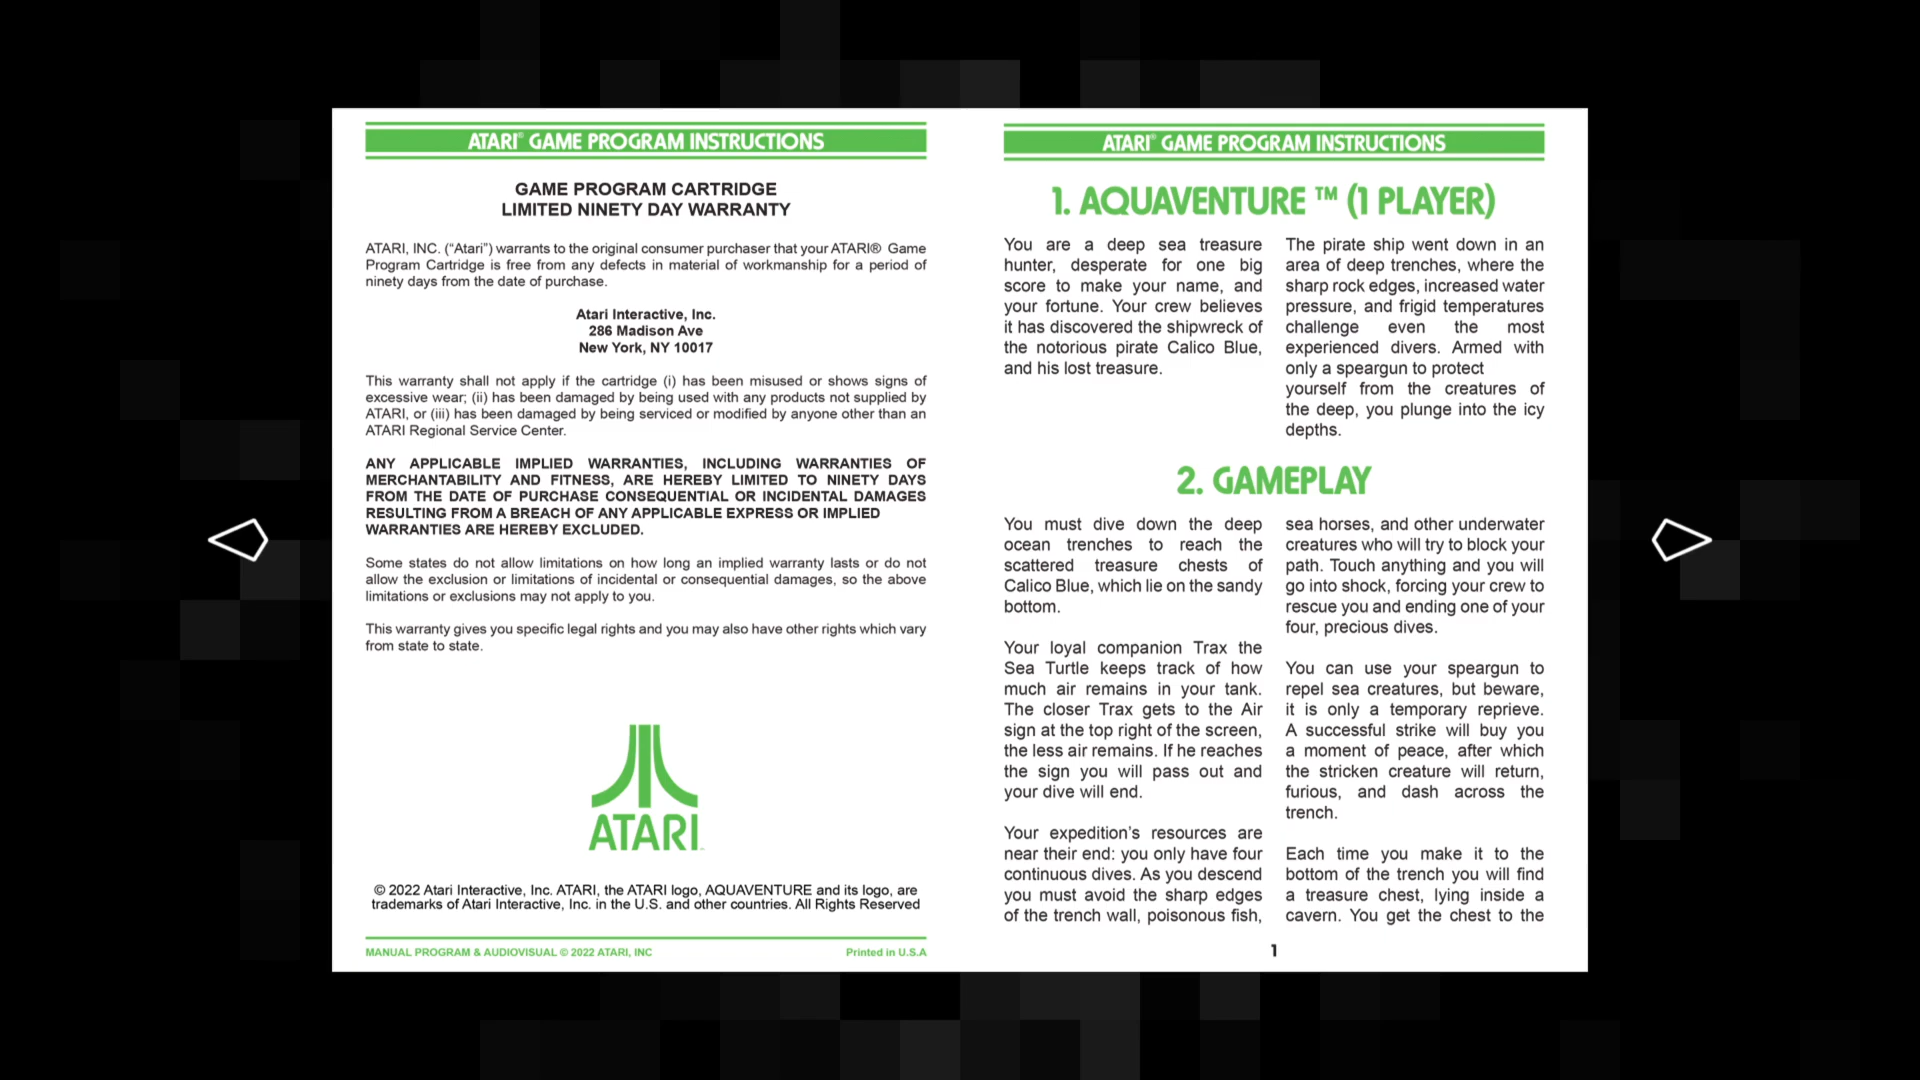 ATARI® GAME PROGRAM INSTRUCTIONS
GAME PROGRAM CARTRIDGE
LIMITED NINETY DAY WARRANTY
ATARI, INC. (“Atari”) warrants to the original consumer purchaser that your ATARI® Game
Program Cartridge is free from any defects in material of workmanship for a period of
ninety days from the date of purchase.
Atari Interactive, Inc.
286 Madison Ave
New York, NY 10017
This warranty shall not apply if the cartridge (i) has been misused or shows signs of
excessive wear; (ii) has been damaged by being used with any products not supplied by
ATARI, or (iii) has been damaged by being serviced or modified by anyone other than an
ATARI Regional Service Center.
ANY APPLICABLE IMPLIED WARRANTIES, INCLUDING WARRANTIES OF
MERCHANTABILITY AND FITNESS, ARE HEREBY LIMITED TO NINETY DAYS
FROM THE DATE OF PURCHASE CONSEQUENTIAL OR INCIDENTAL DAMAGES
RESULTING FROM A BREACH OF ANY APPLICABLE EXPRESS OR IMPLIED
WARRANTIES ARE HEREBY EXCLUDED.
Some states do not allow limitations on how long an implied warranty lasts or do not
allow the exclusion or limitations of incidental or consequential damages, so the above
limitations or exclusions may not apply to you.
This warranty gives you specific legal rights and you may also have other rights which vary
from state to state.
ATARI
© 2022 Atari Interactive, Inc. ATARI, the ATARI logo, AQUAVENTURE and its logo, are
trademarks of Atari Interactive, Inc. in the U.S. and other countries. All Rights Reserved
MANUAL PROGRAM & AUDIOVISUAL © 2022 ATARI, INC
Printed in U.S.A
ATARI® GAME PROGRAM INSTRUCTIONS
1. AQUAVENTURE ™ (1 PLAYER)
You are a deep sea treasure
hunter, desperate for one big
score to make your name, and
your fortune. Your crew believes
it has discovered the shipwreck of
the notorious pirate Calico Blue,
and his lost treasure.
The pirate ship went down in an
area of deep trenches, where the
sharp rock edges, increased water
pressure, and frigid temperatures
challenge even the most
experienced divers. Armed with
only a speargun to protect
yourself from the creatures of
the deep, you plunge into the icy
depths.
2. GAMEPLAY
You must dive down the deep
ocean trenches to reach the
scattered treasure chests of
Calico Blue, which lie on the sandy
bottom.
Your loyal companion Trax the
Sea Turtle keeps track of how
much air remains in your tank.
The closer Trax gets to the Air
sign at the top right of the screen,
the less air remains. If he reaches
the sign you will pass out and
your dive will end.
Your expedition’s resources are
near their end: you only have four
continuous dives. As you descend
you must avoid the sharp edges
of the trench wall, poisonous fish,
sea horses, and other underwater
creatures who will try to block your
path. Touch anything and you will
go into shock, forcing your crew to
rescue you and ending one of your
four, precious dives.
You can use your speargun to
repel sea creatures, but beware,
it is only a temporary reprieve.
A successful strike will buy you
a moment of peace, after which
the stricken creature will return,
furious, and dash across the
trench.
Each time you make it to the
bottom of the trench you will find
a treasure chest, lying inside a
cavern. You get the chest to the
1